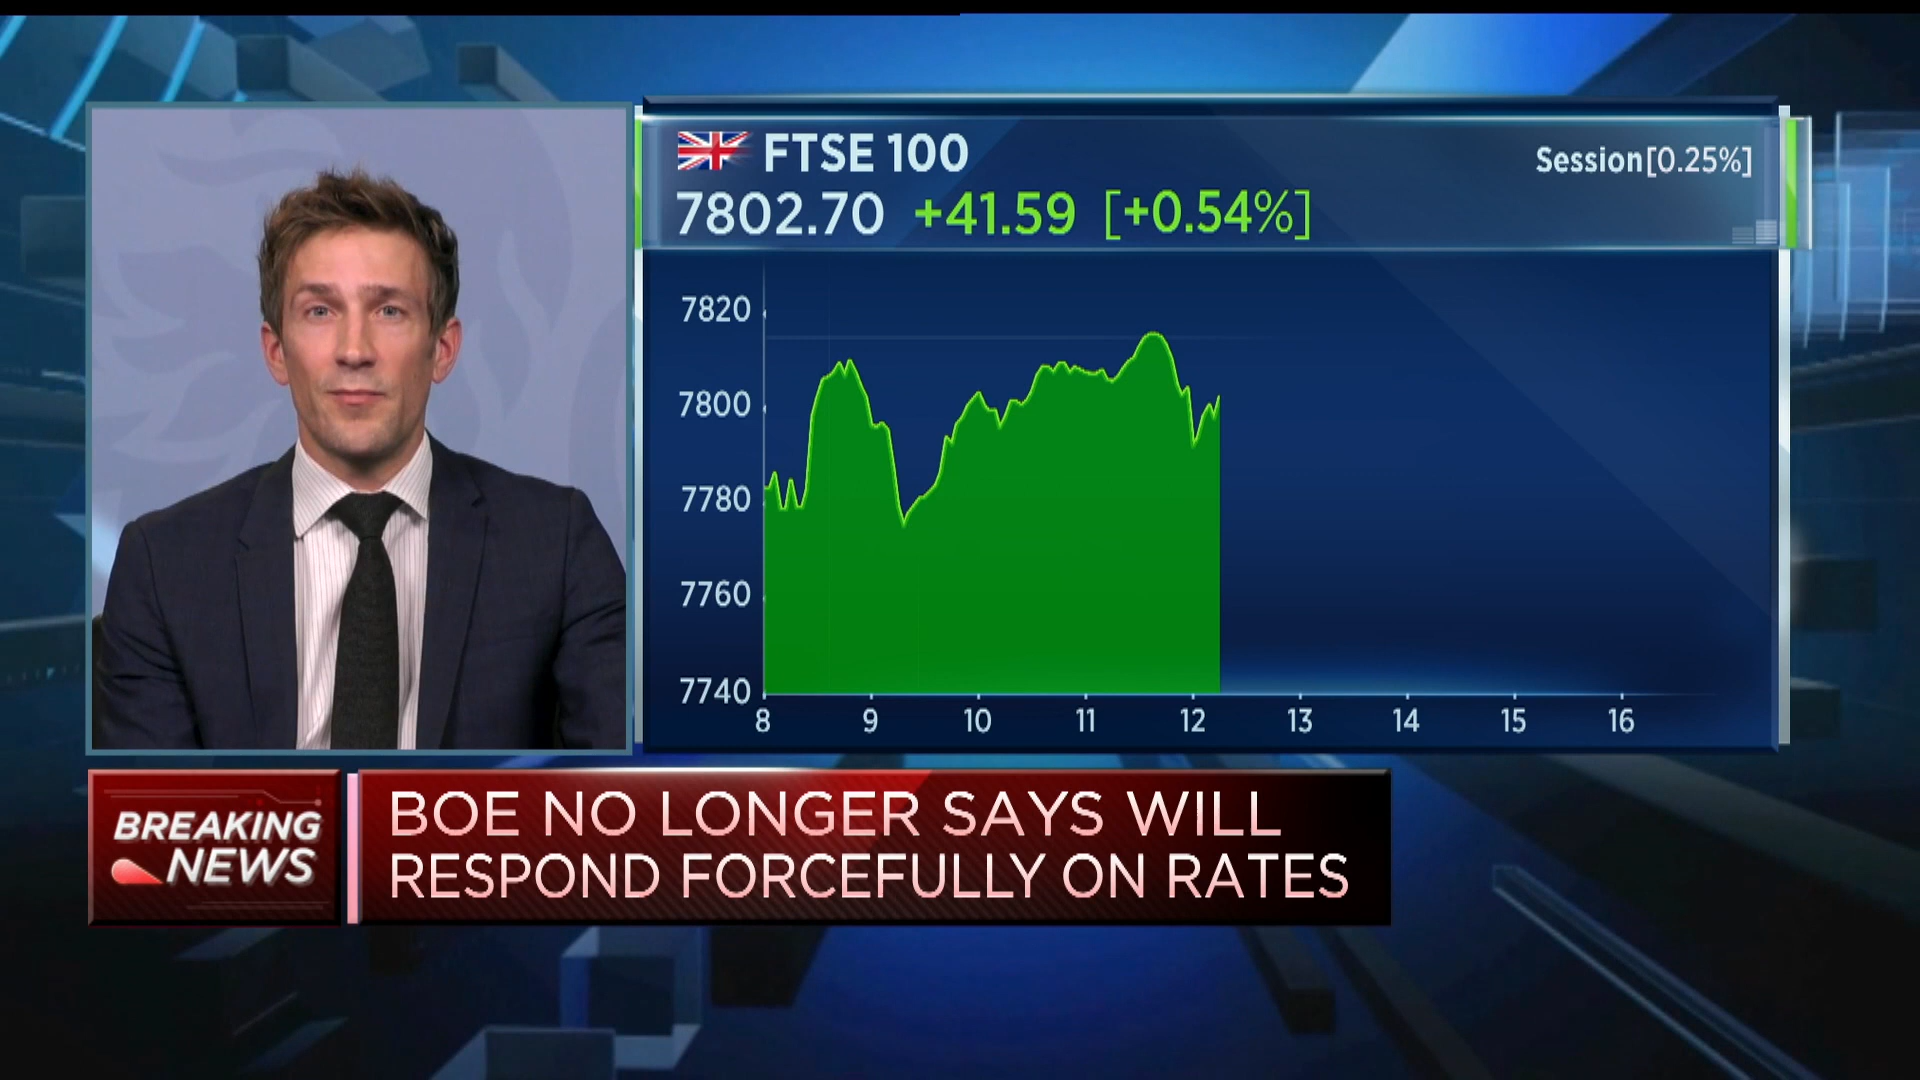 FTSE 100
Session[0.25%]
7802.70 +41.59 [+0.54%]
7820
7800
7780
7760
7740
8 9 10 11 12 13 14 15 16
BREAKING
NEWS
BOE NO LONGER SAYS WILL
RESPOND FORCEFULLY ON RATES